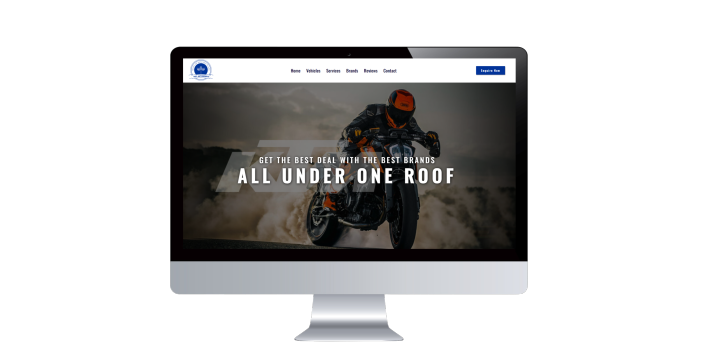 Home Vehicles Services Brands Reviews Contact
Enquire Now
GET THE BEST DEAL WITH THE BEST BRANDS
ALL UNDER ONE ROOF